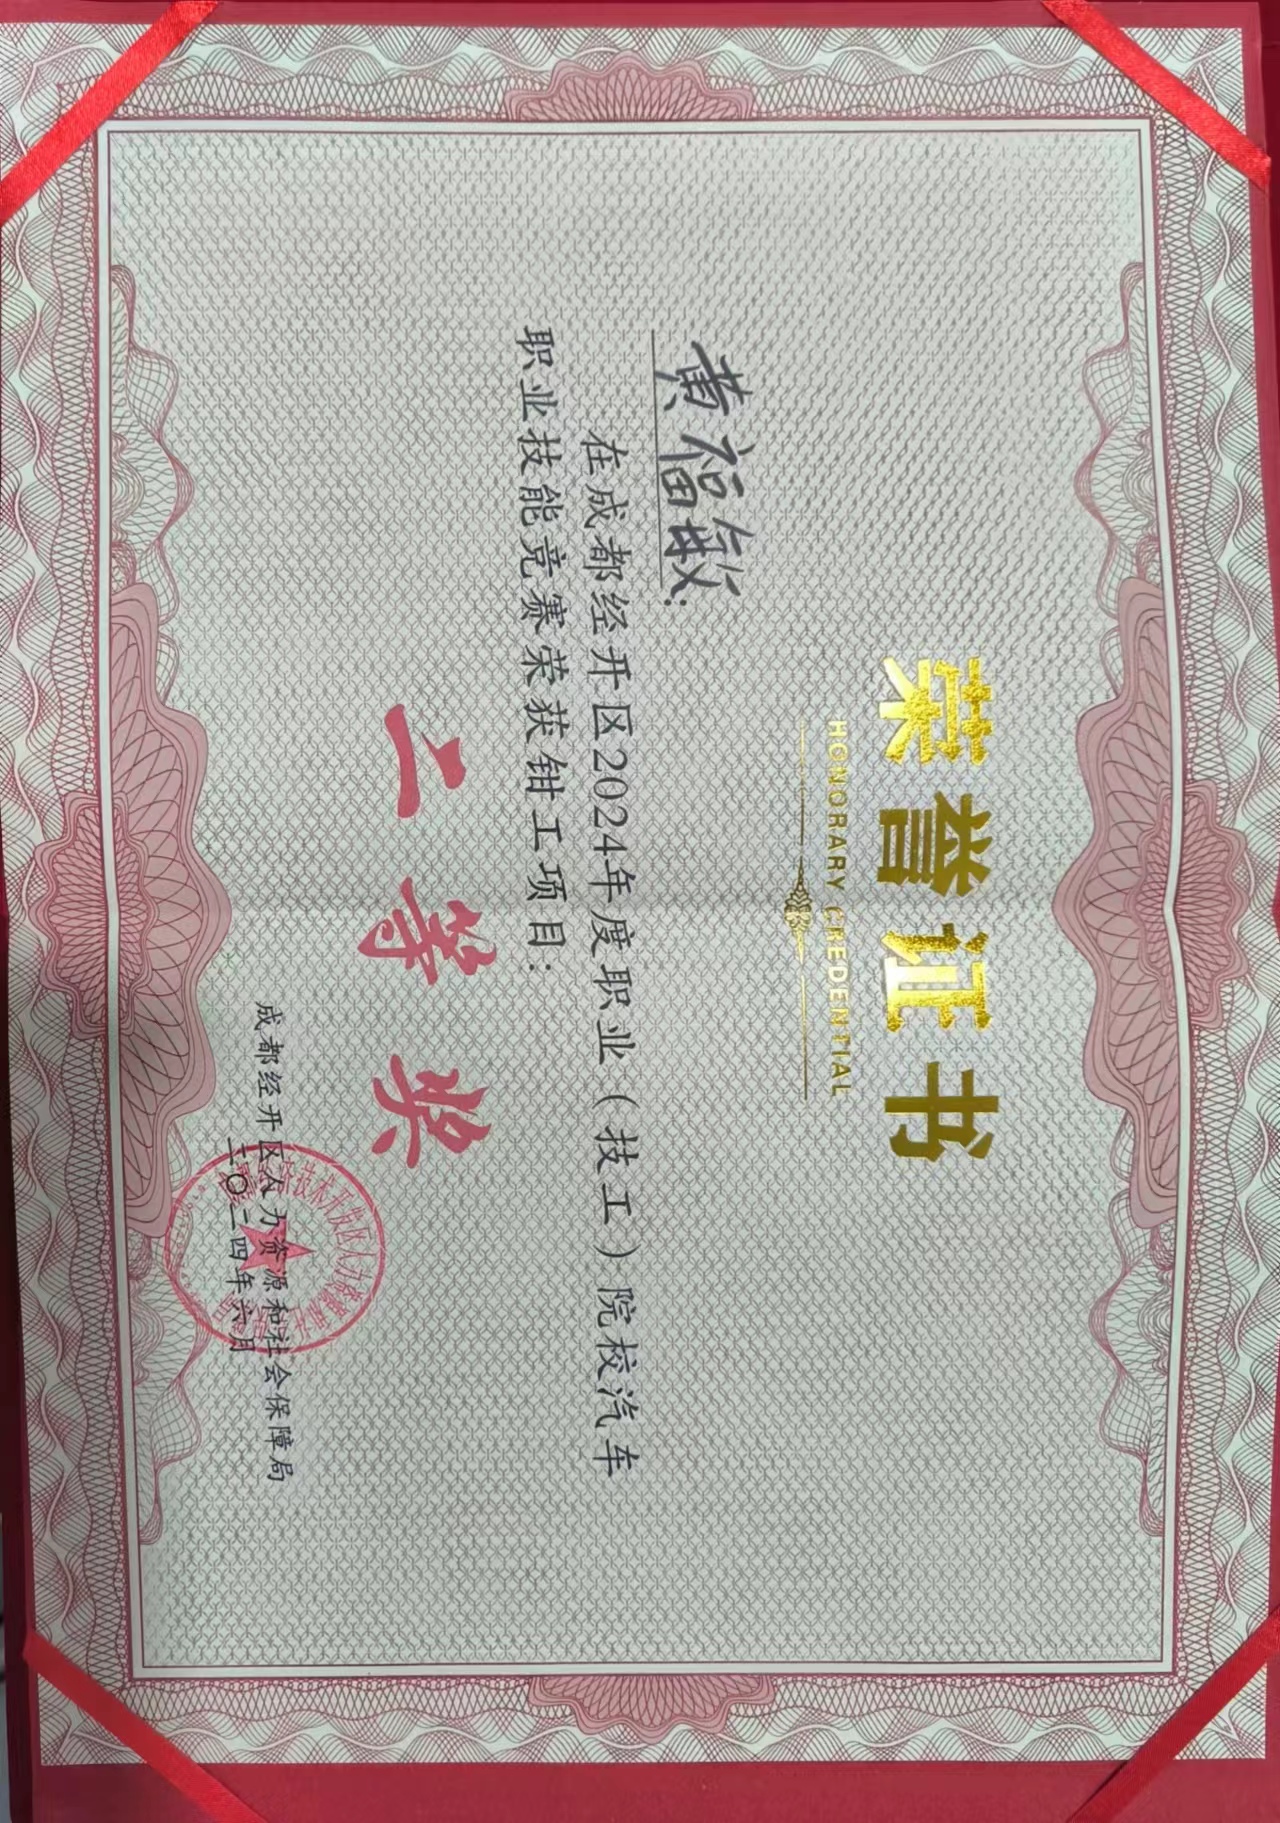 荣誉证书
HONORARY CREDENTIAL
黄福敏：
在成都经开区2024年度职业（技工）院校汽车
职业技能竞赛荣获钳工项目：
二等奖
成都经开区人力资源和社会保障局
二〇二四年六月